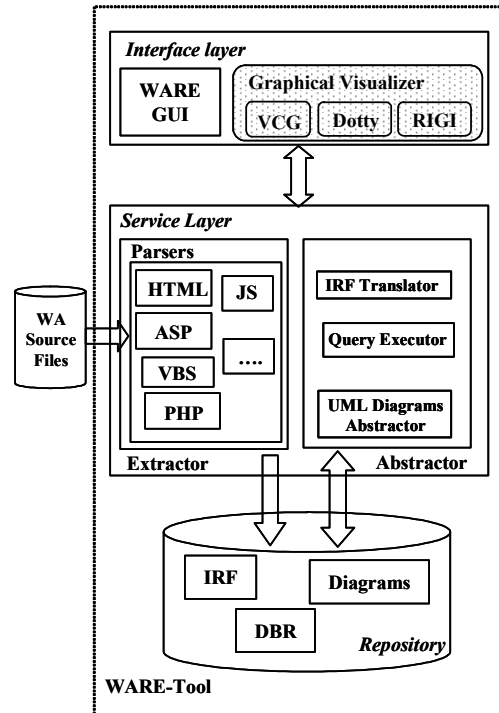 Interface layer
WARE
GUI
Graphical Visualizer
VCG
Dotty
RIGI
Service Layer
Parsers
HTML
JS
ASP
....
VBS
PHP
Extractor
IRF Translator
Query Executor
UML Diagrams
Abstractor
Abstractor
WA
Source
Files
IRF
Diagrams
DBR
Repository
WARE-Tool